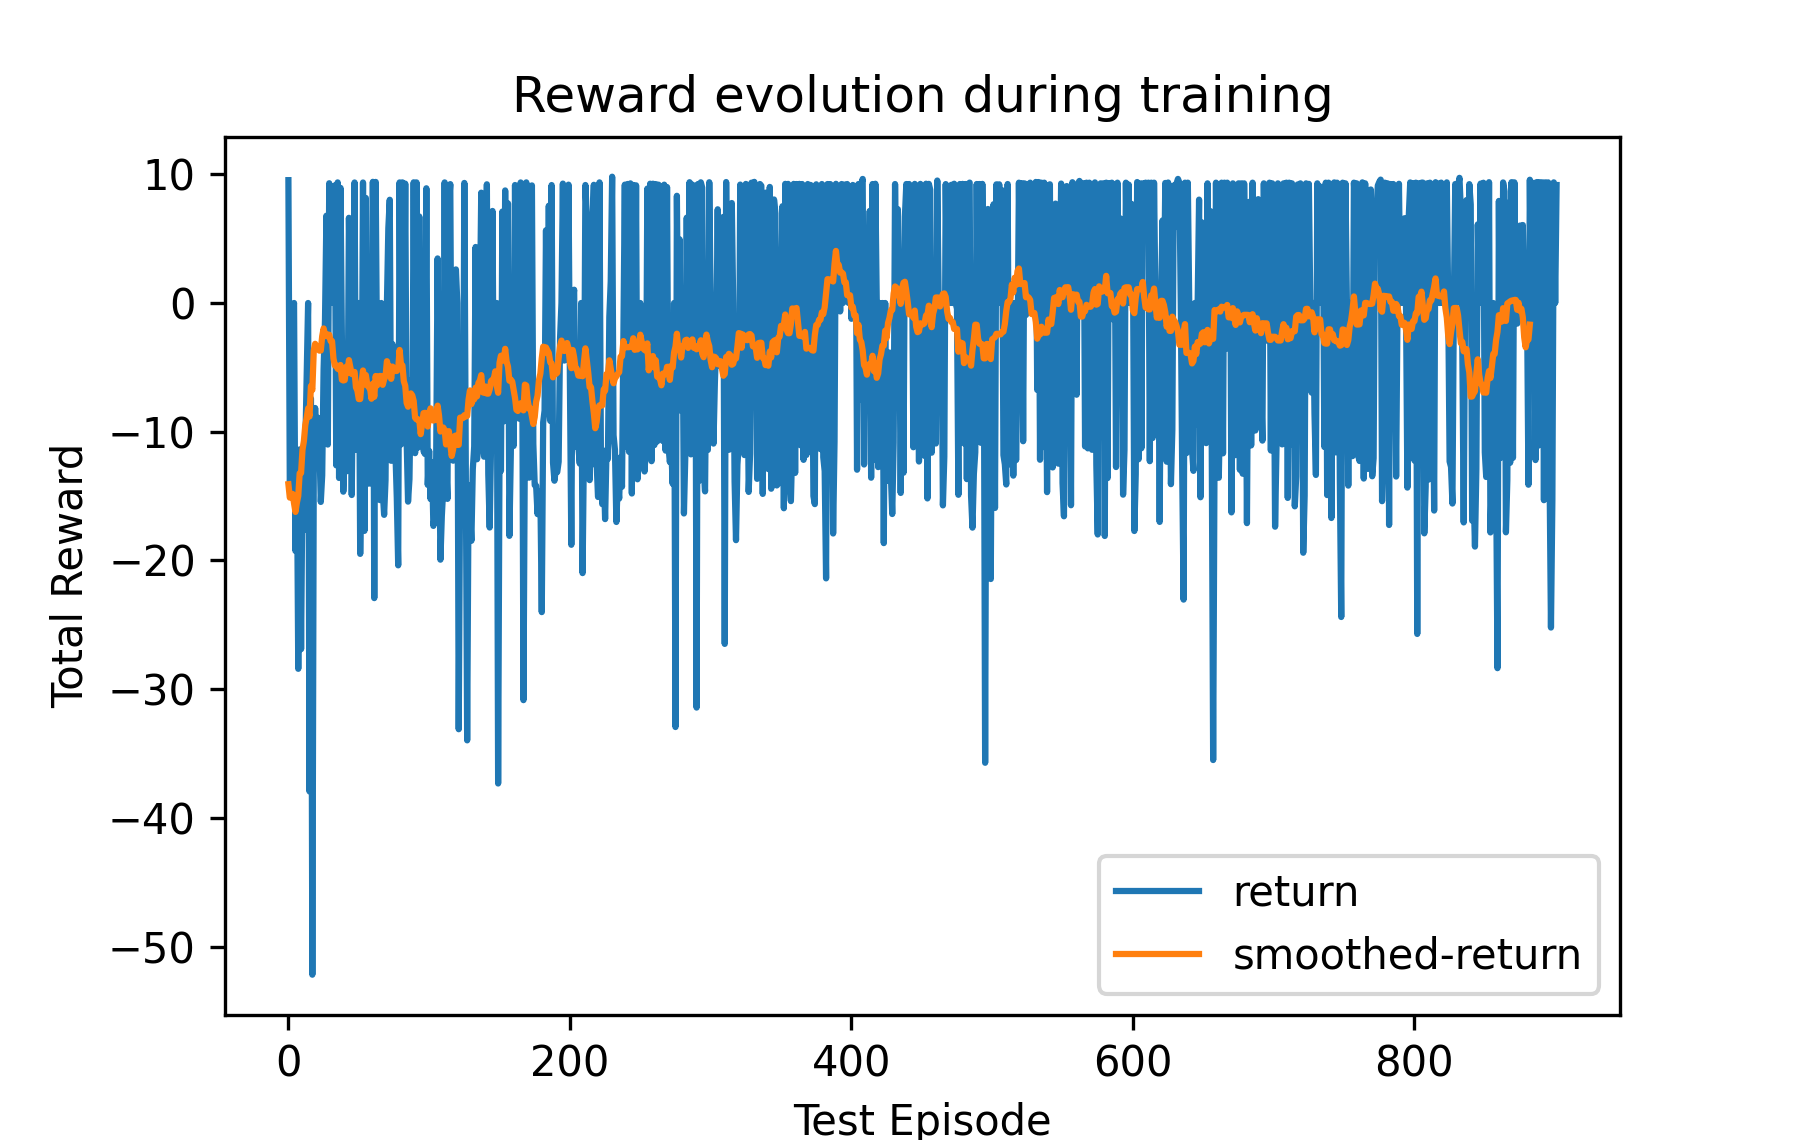 Reward evolution during training
Total Reward
10
0
−10
−20
−30
−40
−50
return
smoothed-return
0 200 400 600 800
Test Episode